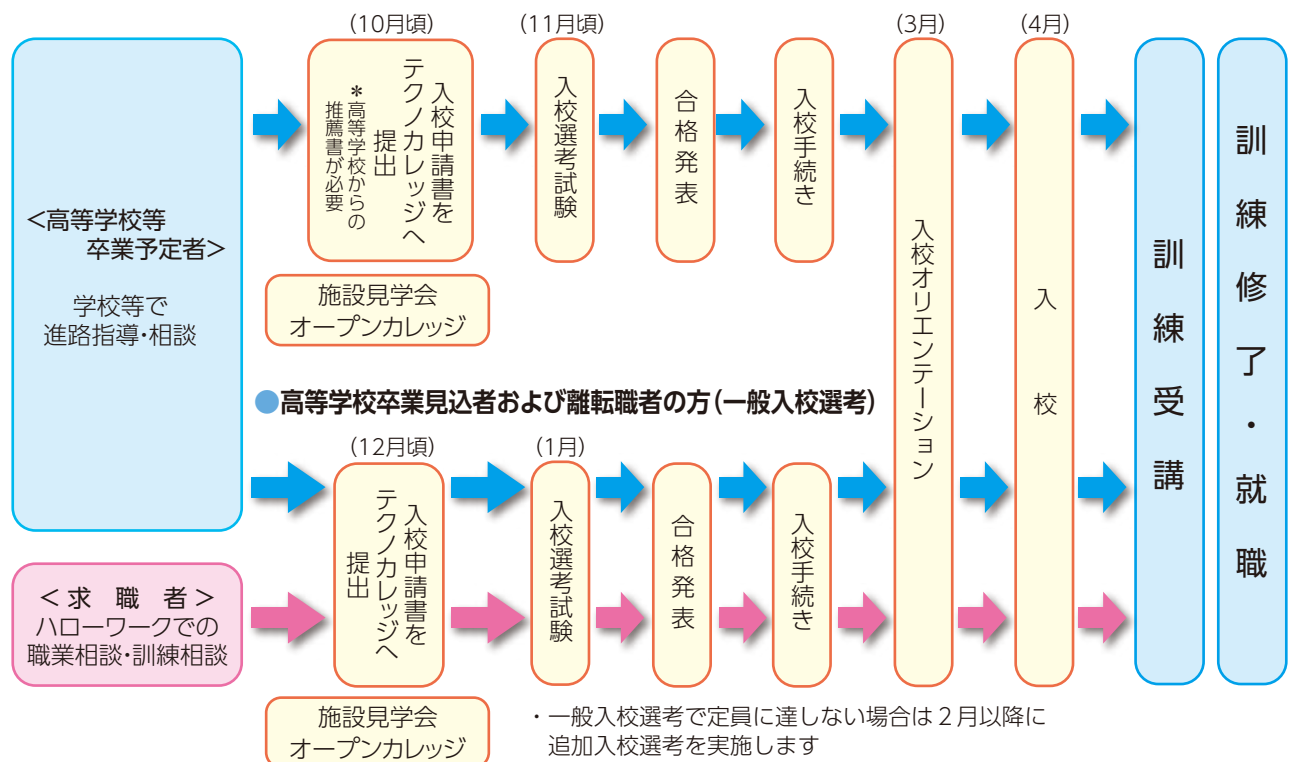 (10月頃)
(11月頃)
(3月)
(4月)
<高等学校等
卒業予定者>
学校等で
進路指導・相談
入校申請書を
テクノカレッジへ
提出
＊高等学校からの
推薦書が必要
入校選考試験
合格発表
入校手続き
入校オリエンテーション
入校
訓練受講
訓練修了・就職
施設見学会
オープンカレッジ
●高等学校卒業見込者および離転職者の方(一般入校選考)
(12月頃)
(1月)
<求職者>
ハローワークでの
職業相談・訓練相談
入校申請書を
テクノカレッジへ
提出
入校選考試験
合格発表
入校手続き
施設見学会
オープンカレッジ
・一般入校選考で定員に達しない場合は2月以降に
追加入校選考を実施します